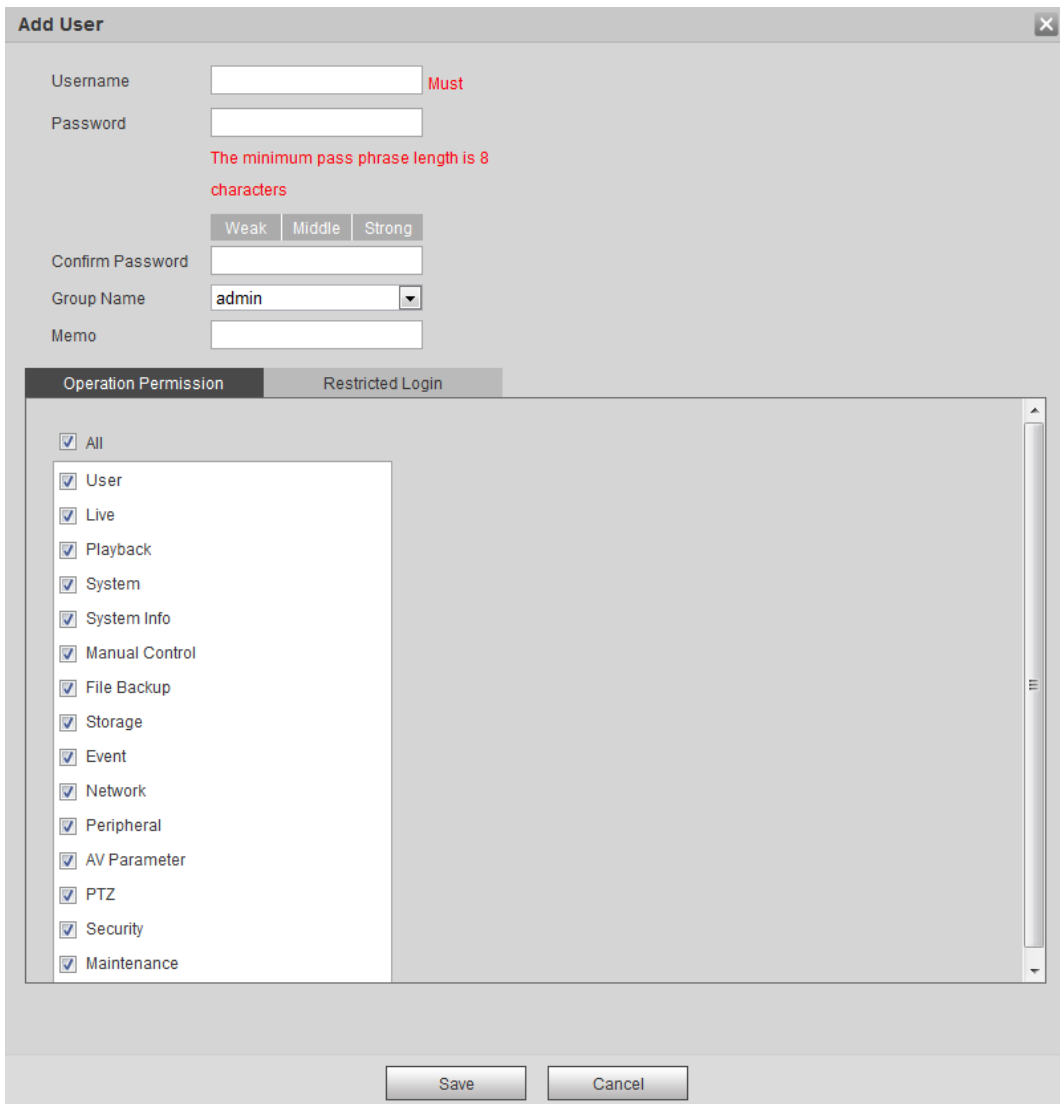 Add User
Username Must
Password
The minimum pass phrase length is 8
characters
Weak Middle Strong
Confirm Password
Group Name admin
Memo
Operation Permission Restricted Login
All
User
Live
Playback
System
System Info
Manual Control
File Backup
Storage
Event
Network
Peripheral
AV Parameter
PTZ
Security
Maintenance
Save Cancel